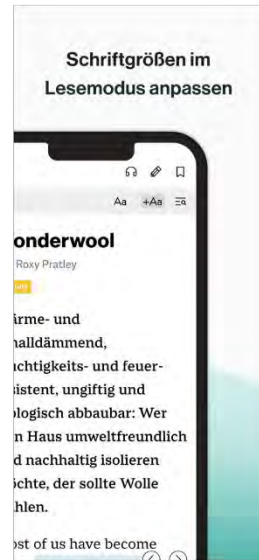 Schriftgrößen im
Lesemodus anpassen
Aa +Aa
onderwool
Roxy Pratley
ärme- und
halldämmend,
uchtigkeits- und feuer-
sistent, ungiftig und
ologisch abbaubar: Wer
n Haus umweltfreundlich
d nachhaltig isolieren
öchte, der sollte Wolle
hlen.
ost of us have become